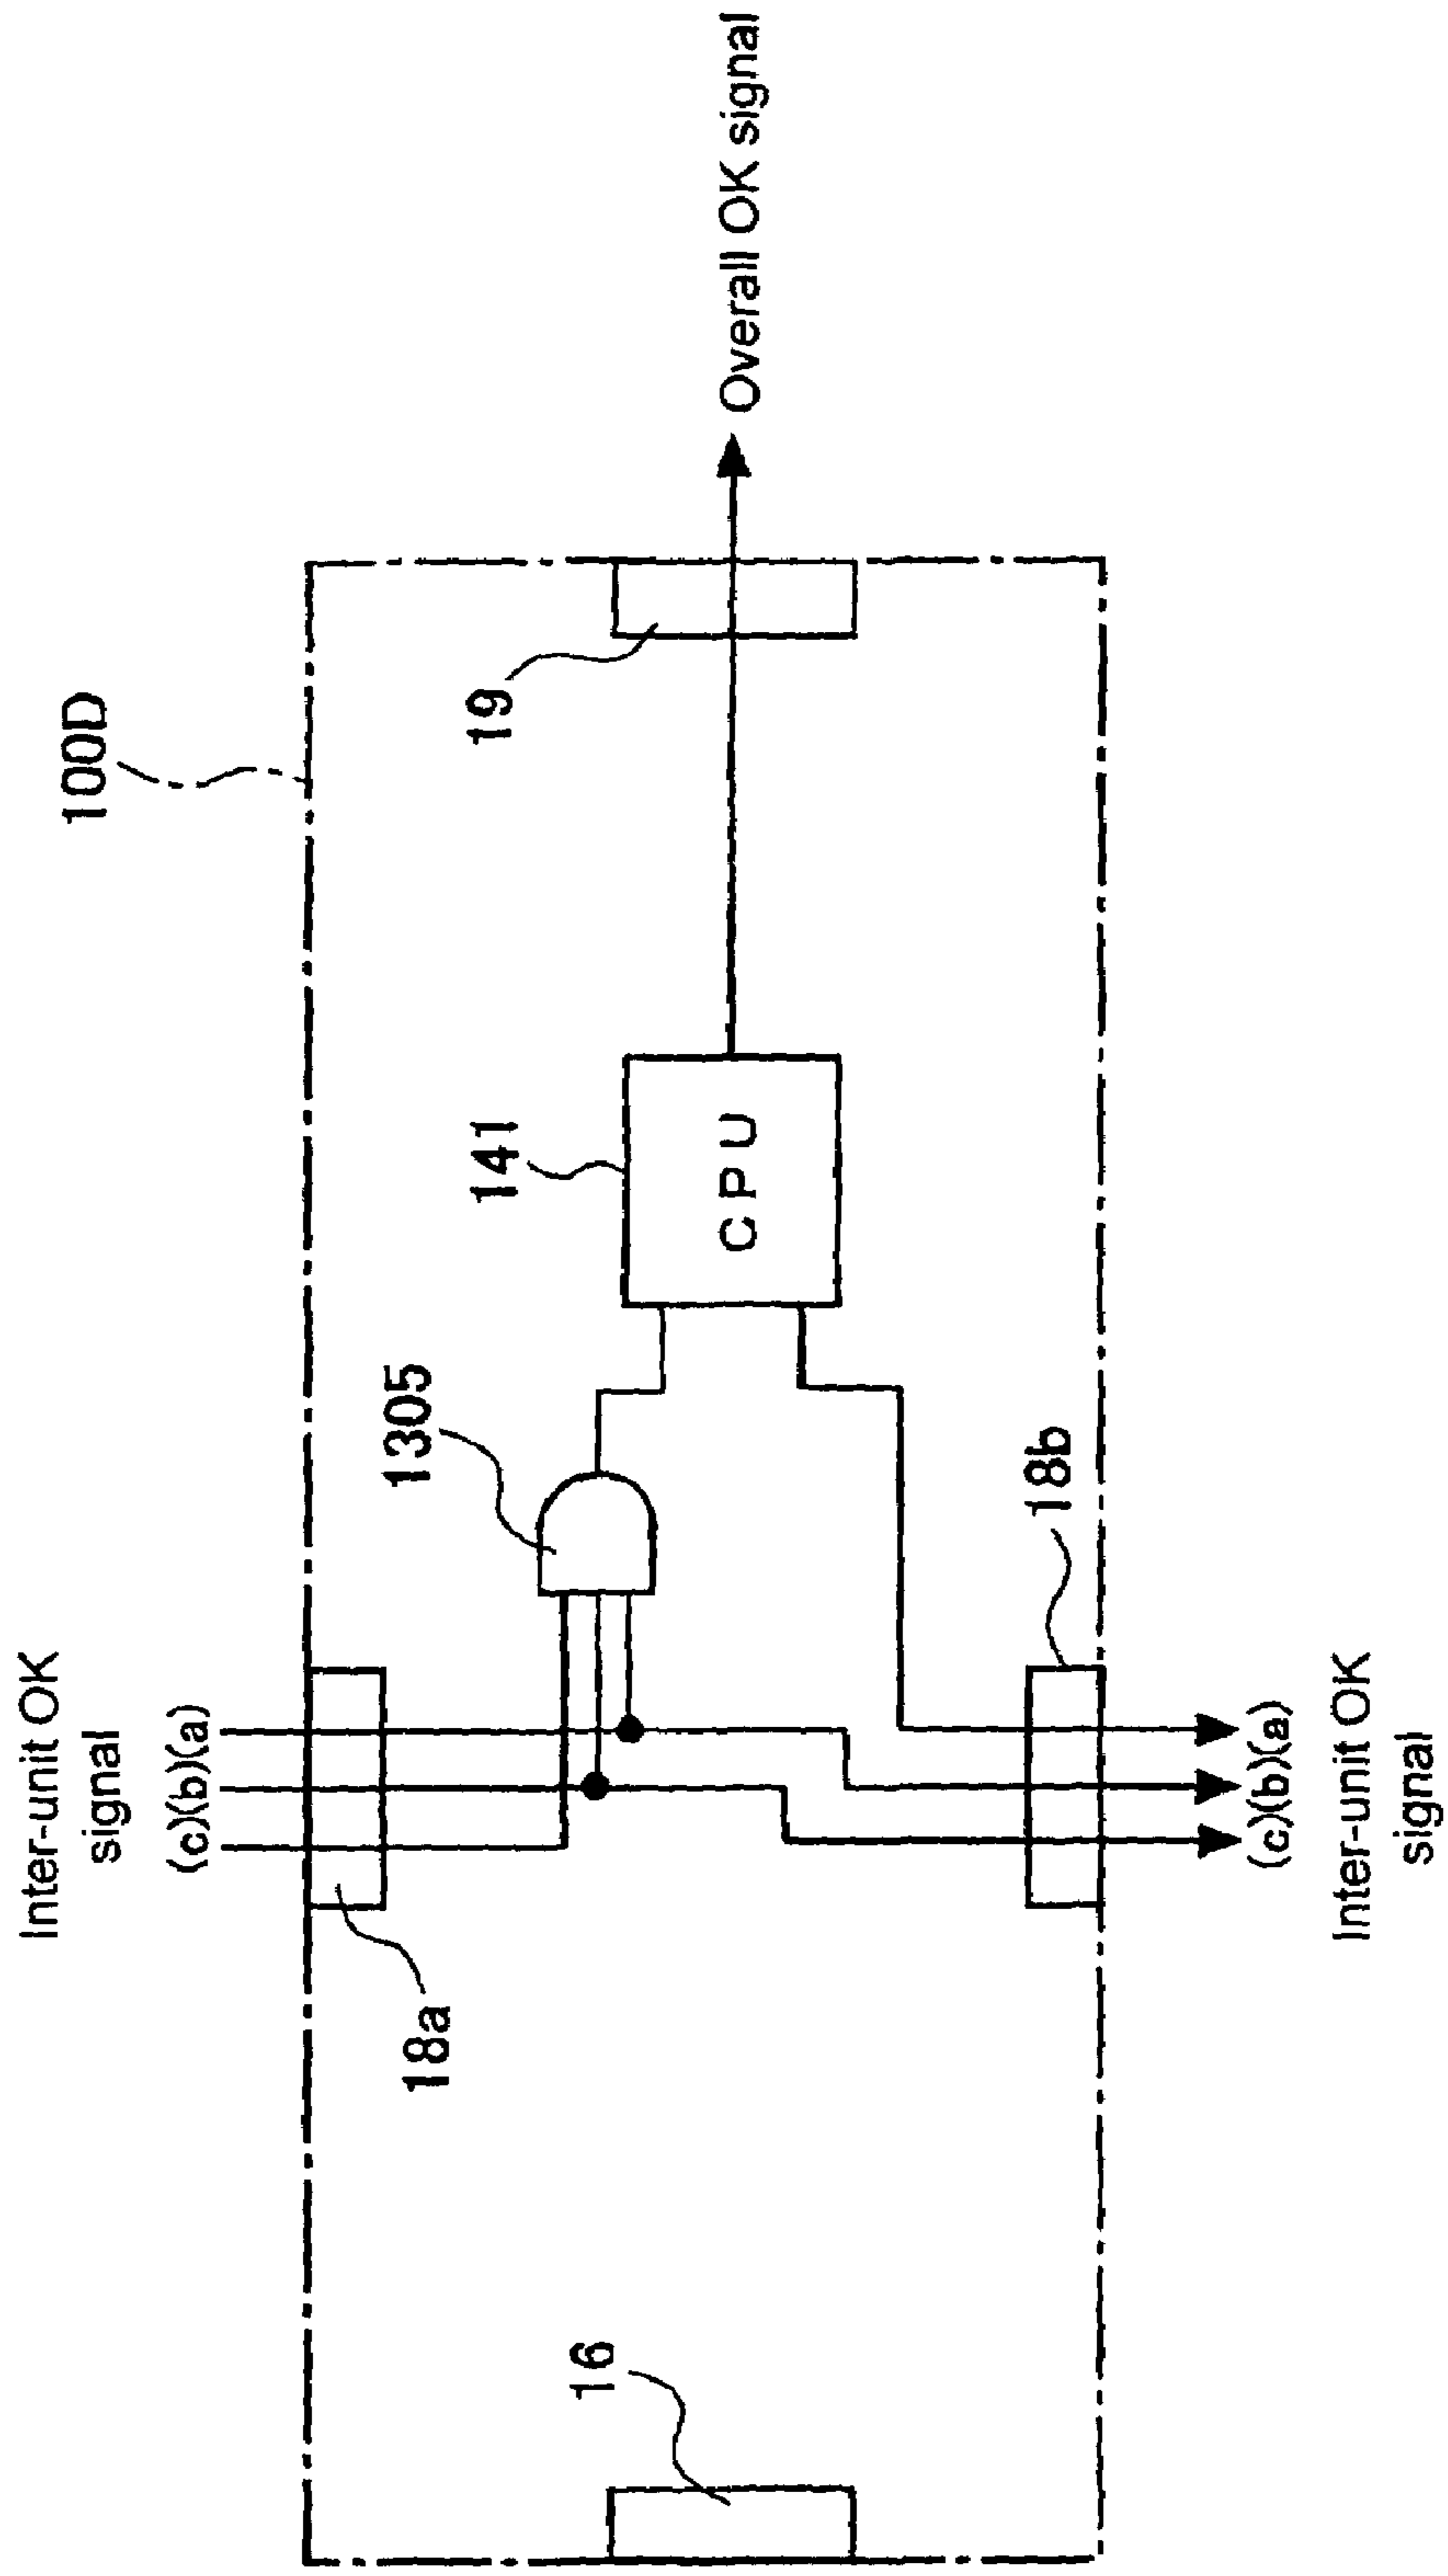 100D
Inter-unit OK
signal
(c)(b)(a)
18a
1305
141
CPU
19
Overall OK signal
16
18b
(c)(b)(a)
Inter-unit OK
signal